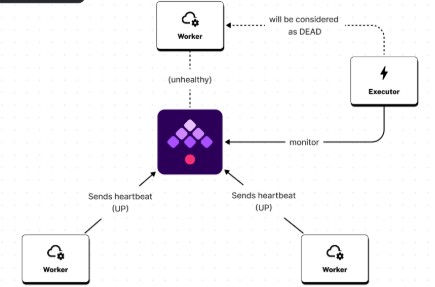 Worker
will be considered
as DEAD
Executor
(unhealthy)
monitor
Sends heartbeat
(UP)
Sends heartbeat
(UP)
Worker
Worker